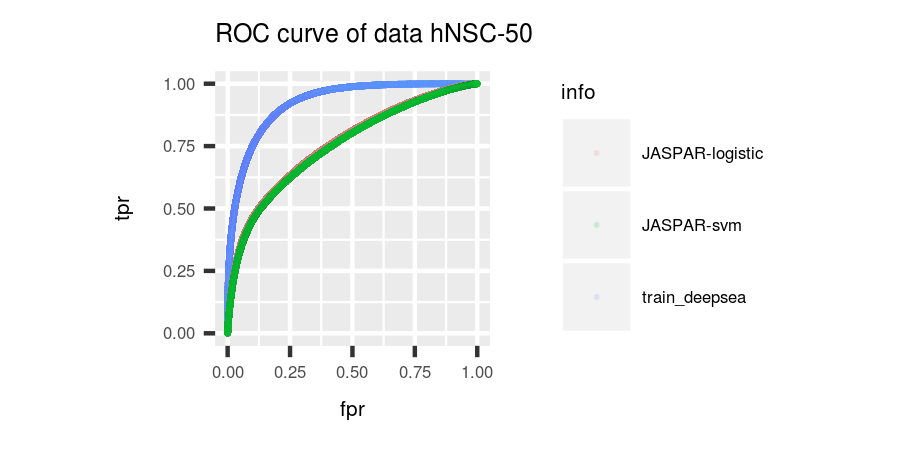 ROC curve of data hNSC-50
tpr
1.00
0.75
0.50
0.25
0.00
0.00 0.25 0.50 0.75 1.00
fpr
info
JASPAR-logistic
JASPAR-svm
train_deepsea